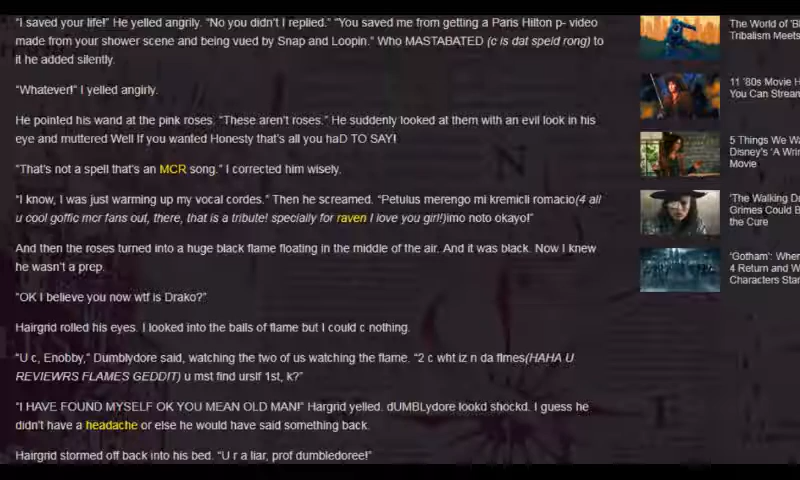 "I saved your life!" He yelled angrily. "No you didn't I replied." "You saved me from getting a Paris Hilton p- video
made from your shower scene and being vued by Snap and Loopin." Who MASTABATED (c is dat speld rong) to
it he added silently.
"Whatever!" I yelled angirly.
He pointed his wand at the pink roses. "These aren't roses." He suddenly looked at them with an evil look in his
eye and muttered Well If you wanted Honesty that's all you haD TO SAY!
"That's not a spell that's an MCR song." I corrected him wisely.
"I know, I was just warming up my vocal cordes." Then he screamed. "Petulus merengo mi kremicli romacio(4 all
u cool goffic mcr fans out, there, that is a tribute! specially for raven I love you girl!)imo noto okayo!"
And then the roses turned into a huge black flame floating in the middle of the air. And it was black. Now I knew
he wasn't a prep.
"OK I believe you now wtf is Drako?"
Hairgrid rolled his eyes. I looked into the balls of flame but I could c nothing.
"U c, Enobby," Dumblydore said, watching the two of us watching the flame. "2 c wht iz n da flmes(HAHA U
REVIEWRS FLAMES GEDDIT) u mst find urslf 1st, k?"
"I HAVE FOUND MYSELF OK YOU MEAN OLD MAN!" Hargrid yelled. dUMBLydore lookd shockd. I guess he
didn't have a headache or else he would have said something back.
Hairgrid stormed off back into his bed. "U r a liar, prof dumbledoree!"
The World of 'Bl
Tribalism Meets
11 '80s Movie H
You Can Stream
5 Things We Wa
Disney's 'A Wrin
Movie
'The Walking De
Grimes Could B
the Cure
'Gotham': When
4 Return and W
Characters Star